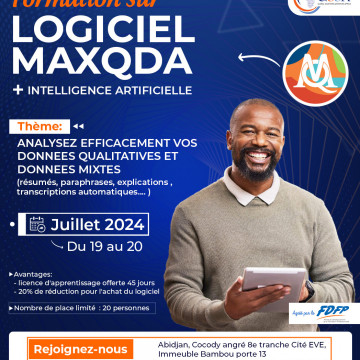 Formation sur
LOGICIEL
MAXQDA
+ INTELLIGENCE ARTIFICIELLE
Thème:
ANALYSEZ EFFICACEMENT VOS
DONNEES QUALITATIVES ET
DONNEES MIXTES
(résumés, paraphrases, explications ,
transcriptions automatiques.... )
Juillet 2024
Du 19 au 20
Avantages:
- licence d'apprentissage offerte 45 jours
- 20% de réduction pour l'achat du logiciel
Nombre de place limité : 20 personnes
Agréé par le FDFP
Rejoignez-nous
Abidjan, Cocody angré 8e tranche Cité EVE,
Immeuble Bambou porte 13